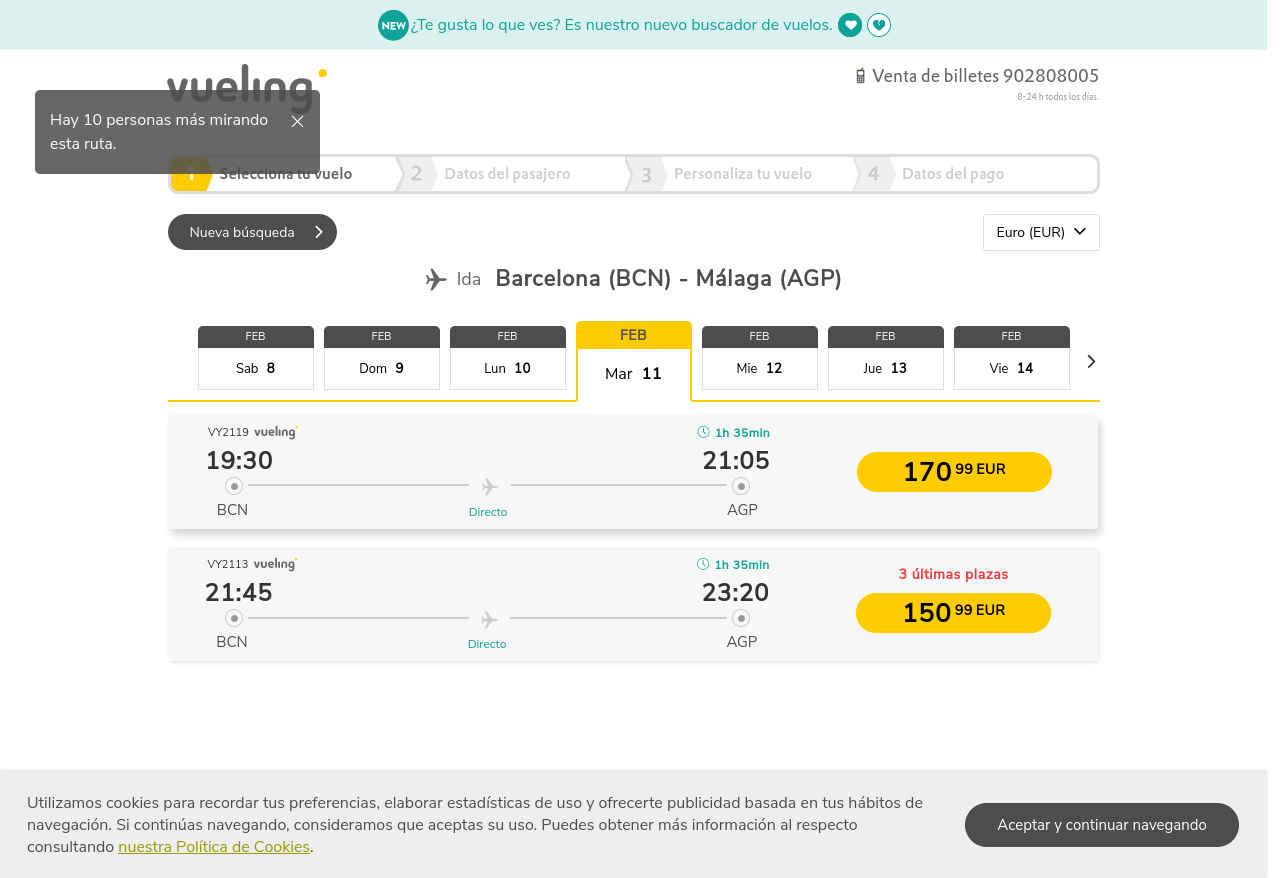 NEW ¿Te gusta lo que ves? Es nuestro nuevo buscador de vuelos.
vueling
Venta de billetes 902808005
8-24 h todos los días.
Hay 10 personas más mirando
esta ruta.
1 Selecciona tu vuelo 2 Datos del pasajero 3 Personaliza tu vuelo 4 Datos del pago
Nueva búsqueda
Euro (EUR)
Ida Barcelona (BCN) - Málaga (AGP)
FEB FEB FEB FEB FEB FEB FEB
Sab 8 Dom 9 Lun 10 Mar 11 Mie 12 Jue 13 Vie 14
VY2119 vueling 1h 35min
19:30 21:05
170 99 EUR
BCN Directo AGP
VY2113 vueling 1h 35min
3 últimas plazas
21:45 23:20
150 99 EUR
BCN Directo AGP
Utilizamos cookies para recordar tus preferencias, elaborar estadísticas de uso y ofrecerte publicidad basada en tus hábitos de
navegación. Si continúas navegando, consideramos que aceptas su uso. Puedes obtener más información al respecto
consultando nuestra Política de Cookies.
Aceptar y continuar navegando